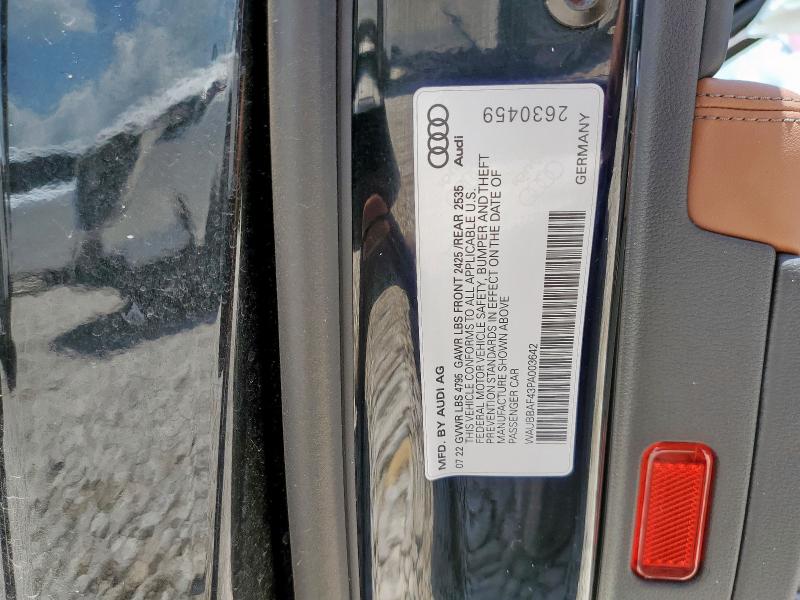 Audi
2630459
MFD. BY AUDI AG
07 22 GVWR LBS 4795 GAWR LBS FRONT 2425 /REAR 2535
THIS VEHICLE CONFORMS TO ALL APPLICABLE U.S.
FEDERAL MOTOR VEHICLE SAFETY, BUMPER AND THEFT
PREVENTION STANDARDS IN EFFECT ON THE DATE OF
MANUFACTURE SHOWN ABOVE
PASSENGER CAR
WAUBBAF43PA003642
GERMANY